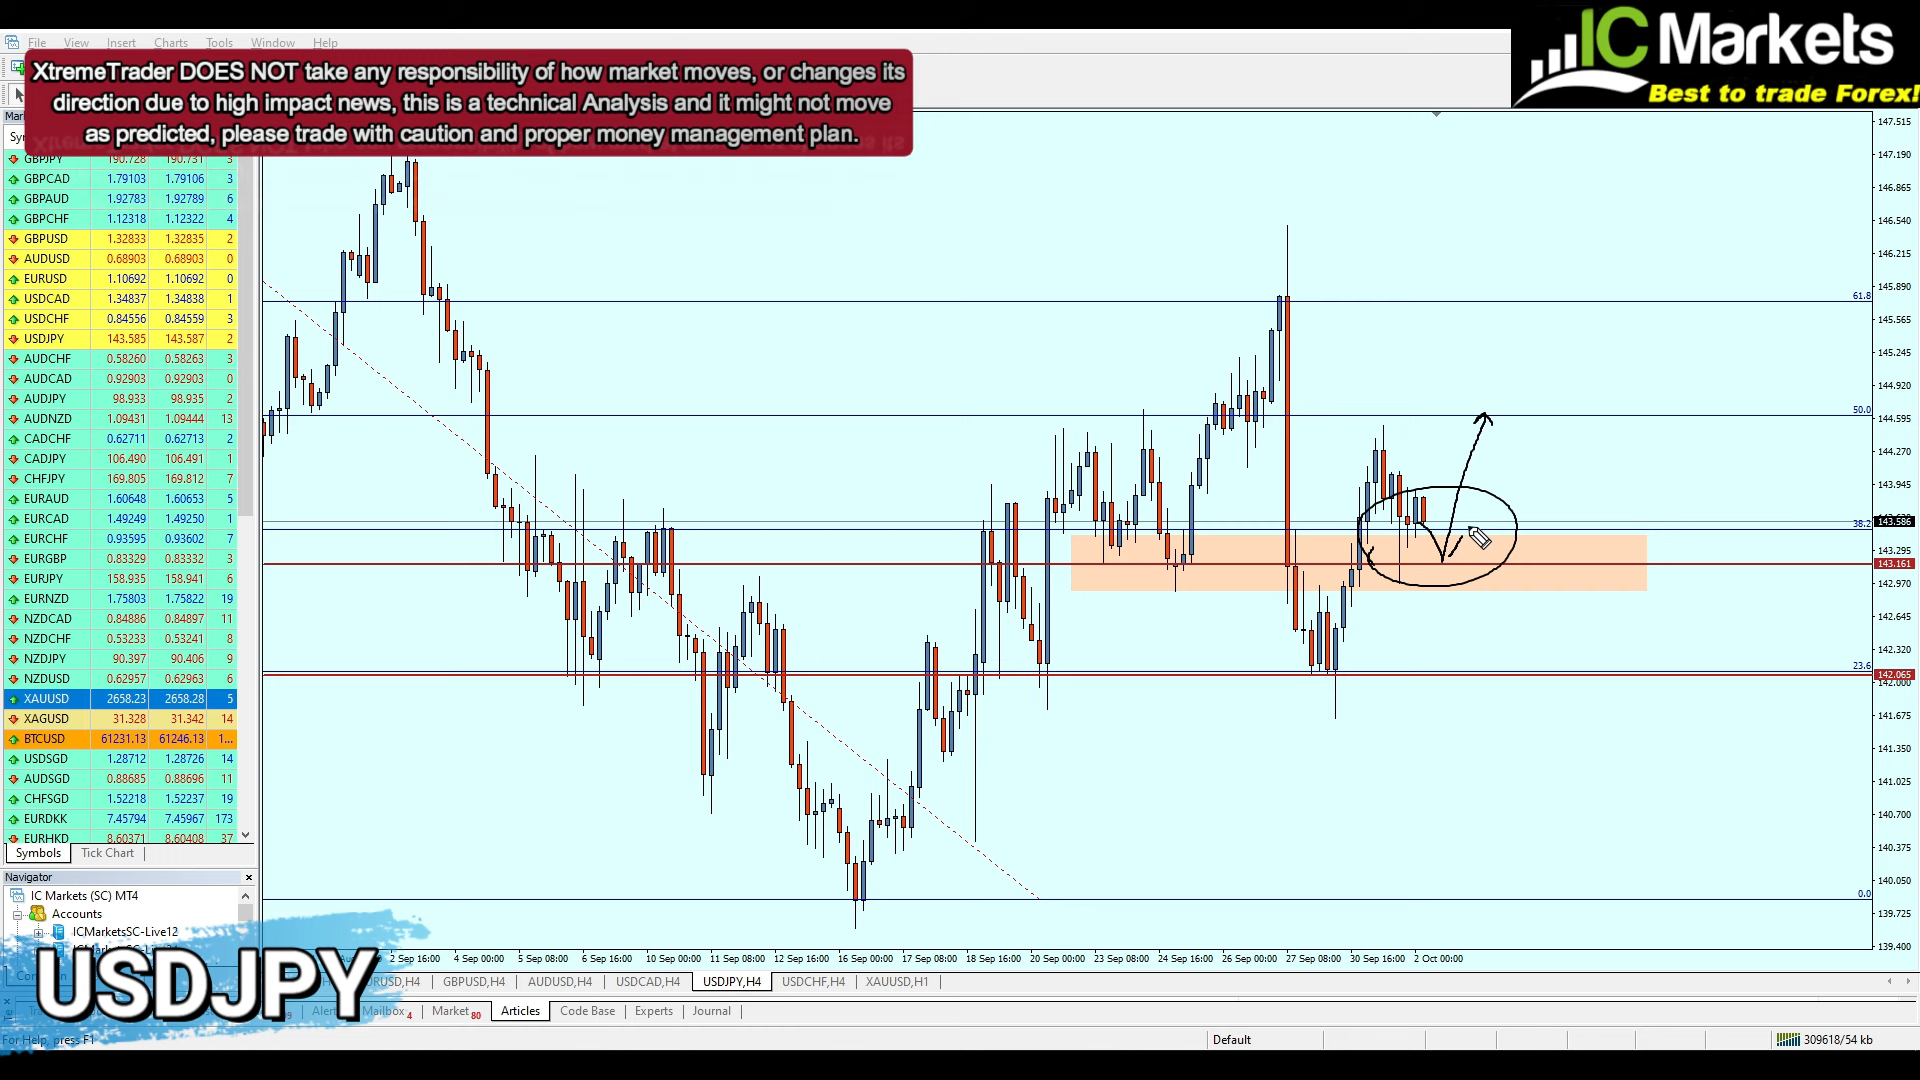 IC Markets
Best to trade Forex!
File View Insert Charts Tools Window Help
XtremeTrader DOES NOT take any responsibility of how market moves, or changes its
direction due to high impact news, this is a technical Analysis and it might not move
as predicted, please trade with caution and proper money management plan.
GBPJPY 190.728 190.731 3
GBPCAD 1.79103 1.79106 3
GBPAUD 1.92783 1.92789 6
GBPCHF 1.12318 1.12322 4
GBPUSD 1.32833 1.32835 2
AUDUSD 0.68903 0.68903 0
EURUSD 1.10692 1.10692 0
USDCAD 1.34837 1.34838 1
USDCHF 0.84556 0.84559 3
USDJPY 143.585 143.587 2
AUDCHF 0.58260 0.58263 3
AUDCAD 0.92903 0.92903 0
AUDJPY 98.933 98.935 2
AUDNZD 1.09431 1.09444 13
CADCHF 0.62711 0.62713 2
CADJPY 106.490 106.491 1
CHFJPY 169.805 169.812 7
EURAUD 1.60648 1.60653 5
EURCAD 1.49249 1.49250 1
EURCHF 0.93595 0.93602 7
EURGBP 0.83329 0.83332 3
EURJPY 158.935 158.941 6
EURNZD 1.75803 1.75822 19
NZDCAD 0.84886 0.84897 11
NZDCHF 0.53233 0.53241 8
NZDJPY 90.397 90.406 9
NZDUSD 0.62957 0.62963 6
XAUUSD 2658.23 2658.28 5
XAGUSD 31.328 31.342 14
BTCUSD 61231.13 61246.13 1...
USDSGD 1.28712 1.28726 14
AUDSGD 0.88685 0.88696 11
CHFSGD 1.52218 1.52237 19
EURDKK 7.45794 7.45967 173
EURHKD 8.60371 8.60408 37
Symbols Tick Chart
Navigator
IC Markets (SC) MT4
Accounts
ICMarketsSC-Live12
147.515
147.190
146.865
146.540
146.215
145.890
61.8
145.565
145.245
144.920
50.0
144.595
144.270
143.945
143.586
38.2
143.295
143.161
142.970
142.645
142.320
23.6
142.065
142.000
141.675
141.350
141.025
140.700
140.375
140.050
0.0
139.725
139.400
2 Sep 16:00 4 Sep 00:00 5 Sep 08:00 6 Sep 16:00 10 Sep 00:00 11 Sep 08:00 12 Sep 16:00 16 Sep 00:00 17 Sep 08:00 18 Sep 16:00 20 Sep 00:00 23 Sep 08:00 24 Sep 16:00 26 Sep 00:00 27 Sep 08:00 30 Sep 16:00 2 Oct 00:00
USDJPY
GBPUSD,H4 AUDUSD,H4 USDCAD,H4 USDJPY,H4 USDCHF,H4 XAUUSD,H1
Mailbox 4 Market 80 Articles Code Base Experts Journal
For Help, press F1
Default
309618/54 kb